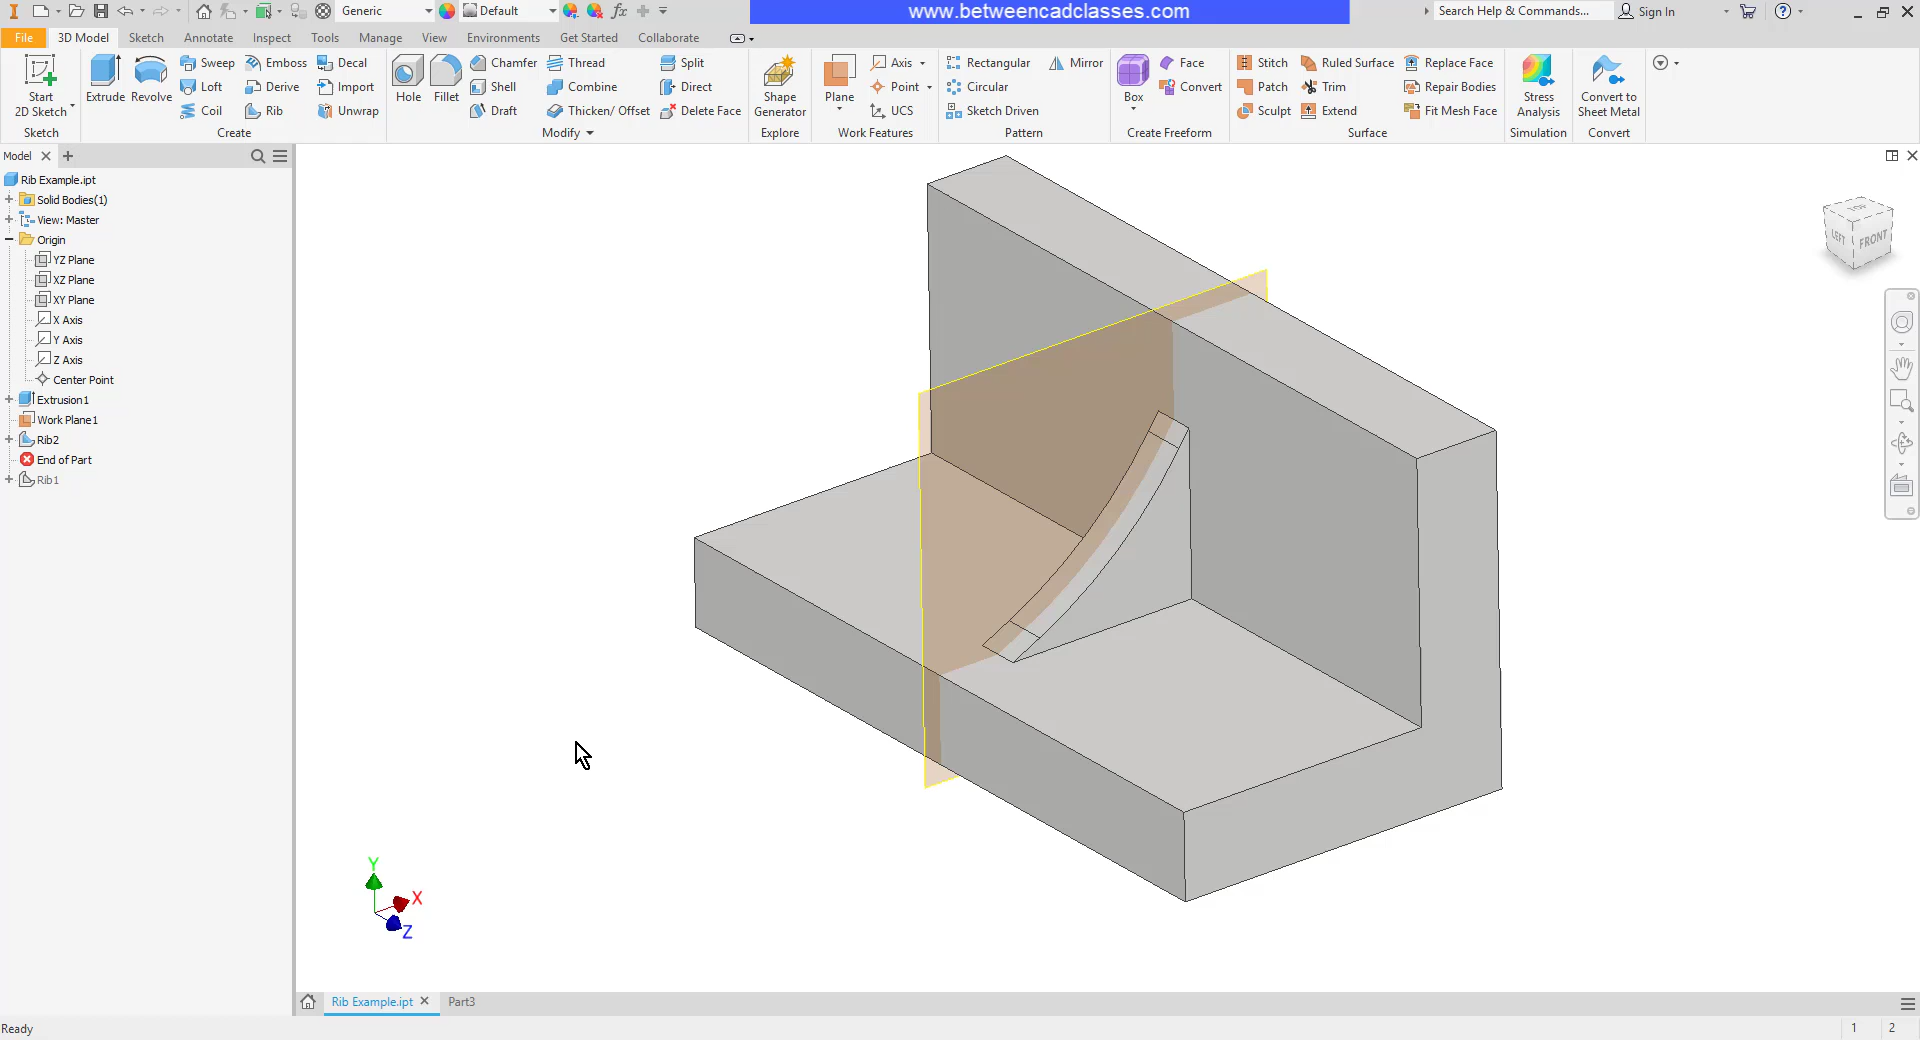 Generic
Default
www.betweencadclasses.com
Search Help & Commands...
Sign In
File
3D Model
Sketch
Annotate
Inspect
Tools
Manage
View
Environments
Get Started
Collaborate
Start
2D Sketch
Sketch
Extrude
Revolve
Sweep
Loft
Coil
Emboss
Derive
Rib
Decal
Import
Unwrap
Create
Hole
Fillet
Chamfer
Shell
Draft
Thread
Combine
Thicken/ Offset
Split
Direct
Delete Face
Modify
Shape
Generator
Explore
Plane
Axis
Point
UCS
Work Features
Rectangular
Circular
Sketch Driven
Mirror
Pattern
Box
Face
Convert
Create Freeform
Stitch
Patch
Sculpt
Ruled Surface
Trim
Extend
Replace Face
Repair Bodies
Fit Mesh Face
Surface
Stress
Analysis
Simulation
Convert to
Sheet Metal
Convert
Model
Rib Example.ipt
Solid Bodies(1)
View: Master
Origin
YZ Plane
XZ Plane
XY Plane
X Axis
Y Axis
Z Axis
Center Point
Extrusion1
Work Plane1
Rib2
End of Part
Rib1
TOP
LEFT
FRONT
Y
X
Z
Rib Example.ipt
Part3
Ready
1
2